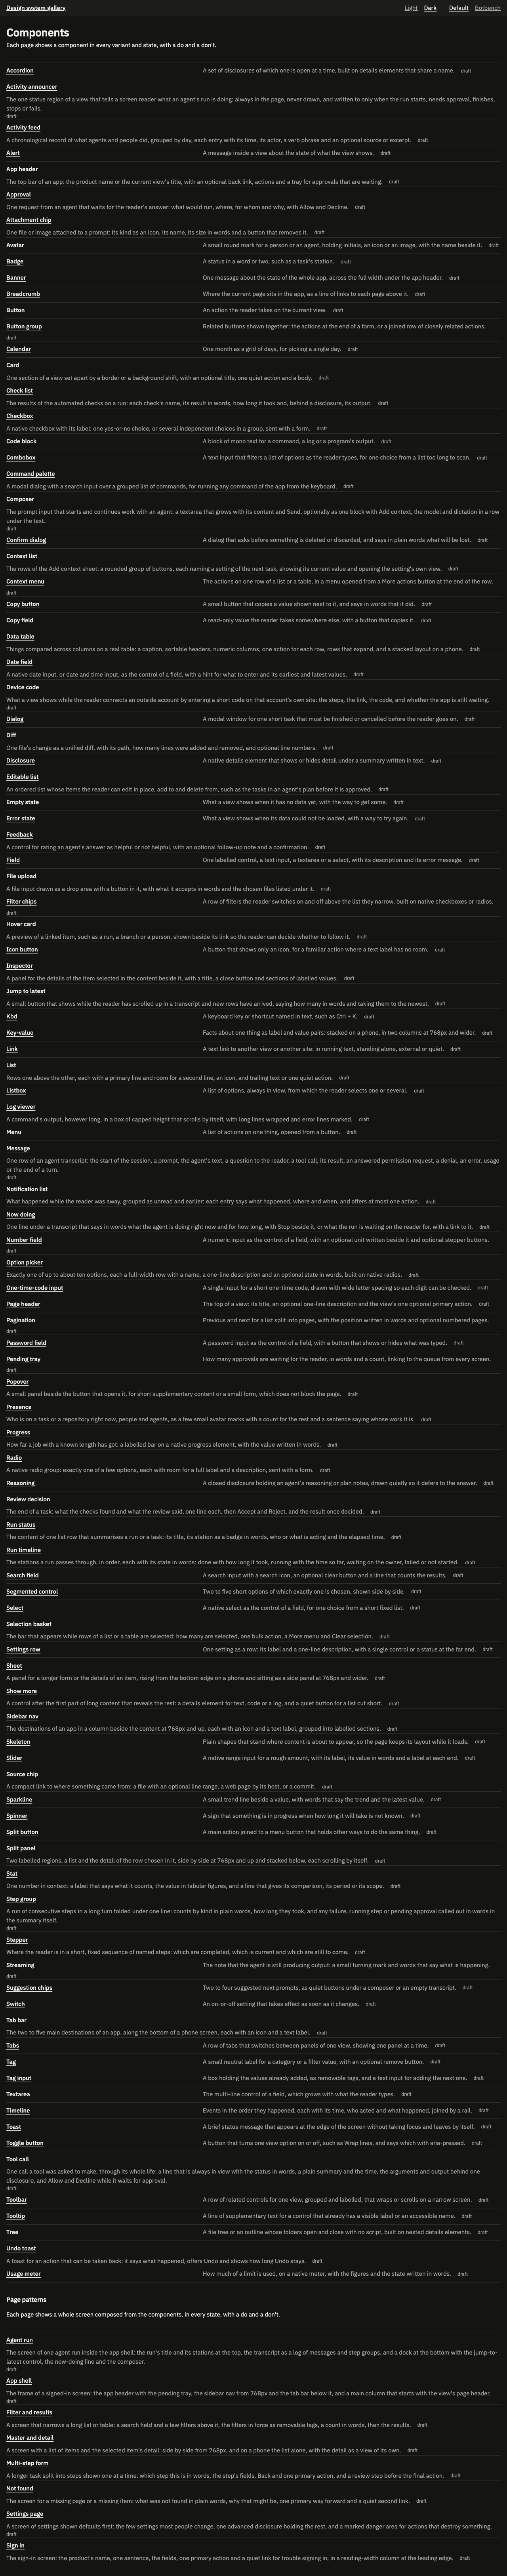 Design system gallery
Light Dark Default Botbench
Components
Each page shows a component in every variant and state, with a do and a don't.
Accordion A set of disclosures of which one is open at a time, built on details elements that share a name. draft
Activity announcer
The one status region of a view that tells a screen reader what an agent's run is doing: always in the page, never drawn, and written to only when the run starts, needs approval, finishes,
stops or fails.
draft
Activity feed
A chronological record of what agents and people did, grouped by day, each entry with its time, its actor, a verb phrase and an optional source or excerpt. draft
Alert A message inside a view about the state of what the view shows. draft
App header
The top bar of an app: the product name or the current view's title, with an optional back link, actions and a tray for approvals that are waiting. draft
Approval
One request from an agent that waits for the reader's answer: what would run, where, for whom and why, with Allow and Decline. draft
Attachment chip
One file or image attached to a prompt: its kind as an icon, its name, its size in words and a button that removes it. draft
Avatar A small round mark for a person or an agent, holding initials, an icon or an image, with the name beside it. draft
Badge A status in a word or two, such as a task's station. draft
Banner One message about the state of the whole app, across the full width under the app header. draft
Breadcrumb Where the current page sits in the app, as a line of links to each page above it. draft
Button An action the reader takes on the current view. draft
Button group Related buttons shown together: the actions at the end of a form, or a joined row of closely related actions.
draft
Calendar One month as a grid of days, for picking a single day. draft
Card
One section of a view set apart by a border or a background shift, with an optional title, one quiet action and a body. draft
Check list
The results of the automated checks on a run: each check's name, its result in words, how long it took and, behind a disclosure, its output. draft
Checkbox
A native checkbox with its label: one yes-or-no choice, or several independent choices in a group, sent with a form. draft
Code block A block of mono text for a command, a log or a program's output. draft
Combobox A text input that filters a list of options as the reader types, for one choice from a list too long to scan. draft
Command palette
A modal dialog with a search input over a grouped list of commands, for running any command of the app from the keyboard. draft
Composer
The prompt input that starts and continues work with an agent: a textarea that grows with its content and Send, optionally as one block with Add context, the model and dictation in a row
under the text.
draft
Confirm dialog A dialog that asks before something is deleted or discarded, and says in plain words what will be lost. draft
Context list
The rows of the Add context sheet: a rounded group of buttons, each naming a setting of the next task, showing its current value and opening the setting's own view. draft
Context menu The actions on one row of a list or a table, in a menu opened from a More actions button at the end of the row.
draft
Copy button A small button that copies a value shown next to it, and says in words that it did. draft
Copy field A read-only value the reader takes somewhere else, with a button that copies it. draft
Data table
Things compared across columns on a real table: a caption, sortable headers, numeric columns, one action for each row, rows that expand, and a stacked layout on a phone. draft
Date field
A native date input, or date and time input, as the control of a field, with a hint for what to enter and its earliest and latest values. draft
Device code
What a view shows while the reader connects an outside account by entering a short code on that account's own site: the steps, the link, the code, and whether the app is still waiting.
draft
Dialog A modal window for one short task that must be finished or cancelled before the reader goes on. draft
Diff
One file's change as a unified diff, with its path, how many lines were added and removed, and optional line numbers. draft
Disclosure A native details element that shows or hides detail under a summary written in text. draft
Editable list
An ordered list whose items the reader can edit in place, add to and delete from, such as the tasks in an agent's plan before it is approved. draft
Empty state What a view shows when it has no data yet, with the way to get some. draft
Error state What a view shows when its data could not be loaded, with a way to try again. draft
Feedback
A control for rating an agent's answer as helpful or not helpful, with an optional follow-up note and a confirmation. draft
Field One labelled control, a text input, a textarea or a select, with its description and its error message. draft
File upload
A file input drawn as a drop area with a button in it, with what it accepts in words and the chosen files listed under it. draft
Filter chips A row of filters the reader switches on and off above the list they narrow, built on native checkboxes or radios.
draft
Hover card
A preview of a linked item, such as a run, a branch or a person, shown beside its link so the reader can decide whether to follow it. draft
Icon button A button that shows only an icon, for a familiar action where a text label has no room. draft
Inspector
A panel for the details of the item selected in the content beside it, with a title, a close button and sections of labelled values. draft
Jump to latest
A small button that shows while the reader has scrolled up in a transcript and new rows have arrived, saying how many in words and taking them to the newest. draft
Kbd A keyboard key or shortcut named in text, such as Ctrl + K. draft
Key-value Facts about one thing as label and value pairs: stacked on a phone, in two columns at 768px and wider. draft
Link A text link to another view or another site: in running text, standing alone, external or quiet. draft
List
Rows one above the other, each with a primary line and room for a second line, an icon, and trailing text or one quiet action. draft
Listbox A list of options, always in view, from which the reader selects one or several. draft
Log viewer
A command's output, however long, in a box of capped height that scrolls by itself, with long lines wrapped and error lines marked. draft
Menu A list of actions on one thing, opened from a button. draft
Message
One row of an agent transcript: the start of the session, a prompt, the agent's text, a question to the reader, a tool call, its result, an answered permission request, a denial, an error, usage
or the end of a turn.
draft
Notification list
What happened while the reader was away, grouped as unread and earlier: each entry says what happened, where and when, and offers at most one action. draft
Now doing
One line under a transcript that says in words what the agent is doing right now and for how long, with Stop beside it, or what the run is waiting on the reader for, with a link to it. draft
Number field A numeric input as the control of a field, with an optional unit written beside it and optional stepper buttons.
draft
Option picker
Exactly one of up to about ten options, each a full-width row with a name, a one-line description and an optional state in words, built on native radios. draft
One-time-code input A single input for a short one-time code, drawn with wide letter spacing so each digit can be checked. draft
Page header The top of a view: its title, an optional one-line description and the view's one optional primary action. draft
Pagination Previous and next for a list split into pages, with the position written in words and optional numbered pages.
draft
Password field A password input as the control of a field, with a button that shows or hides what was typed. draft
Pending tray How many approvals are waiting for the reader, in words and a count, linking to the queue from every screen.
draft
Popover
A small panel beside the button that opens it, for short supplementary content or a small form, which does not block the page. draft
Presence
Who is on a task or a repository right now, people and agents, as a few small avatar marks with a count for the rest and a sentence saying whose work it is. draft
Progress
How far a job with a known length has got: a labelled bar on a native progress element, with the value written in words. draft
Radio
A native radio group: exactly one of a few options, each with room for a full label and a description, sent with a form. draft
Reasoning A closed disclosure holding an agent's reasoning or plan notes, drawn quietly so it defers to the answer. draft
Review decision
The end of a task: what the checks found and what the review said, one line each, then Accept and Reject, and the result once decided. draft
Run status
The content of one list row that summarises a run or a task: its title, its station as a badge in words, who or what is acting and the elapsed time. draft
Run timeline
The stations a run passes through, in order, each with its state in words: done with how long it took, running with the time so far, waiting on the owner, failed or not started. draft
Search field A search input with a search icon, an optional clear button and a line that counts the results. draft
Segmented control Two to five short options of which exactly one is chosen, shown side by side. draft
Select A native select as the control of a field, for one choice from a short fixed list. draft
Selection basket
The bar that appears while rows of a list or a table are selected: how many are selected, one bulk action, a More menu and Clear selection. draft
Settings row One setting as a row: its label and a one-line description, with a single control or a status at the far end. draft
Sheet
A panel for a longer form or the details of an item, rising from the bottom edge on a phone and sitting as a side panel at 768px and wider. draft
Show more
A control after the first part of long content that reveals the rest: a details element for text, code or a log, and a quiet button for a list cut short. draft
Sidebar nav
The destinations of an app in a column beside the content at 768px and up, each with an icon and a text label, grouped into labelled sections. draft
Skeleton Plain shapes that stand where content is about to appear, so the page keeps its layout while it loads. draft
Slider A native range input for a rough amount, with its label, its value in words and a label at each end. draft
Source chip
A compact link to where something came from: a file with an optional line range, a web page by its host, or a commit. draft
Sparkline A small trend line beside a value, with words that say the trend and the latest value. draft
Spinner A sign that something is in progress when how long it will take is not known. draft
Split button A main action joined to a menu button that holds other ways to do the same thing. draft
Split panel
Two labelled regions, a list and the detail of the row chosen in it, side by side at 768px and up and stacked below, each scrolling by itself. draft
Stat
One number in context: a label that says what it counts, the value in tabular figures, and a line that gives its comparison, its period or its scope. draft
Step group
A run of consecutive steps in a long turn folded under one line: counts by kind in plain words, how long they took, and any failure, running step or pending approval called out in words in
the summary itself.
draft
Stepper
Where the reader is in a short, fixed sequence of named steps: which are completed, which is current and which are still to come. draft
Streaming The note that the agent is still producing output: a small turning mark and words that say what is happening.
draft
Suggestion chips Two to four suggested next prompts, as quiet buttons under a composer or an empty transcript. draft
Switch An on-or-off setting that takes effect as soon as it changes. draft
Tab bar
The two to five main destinations of an app, along the bottom of a phone screen, each with an icon and a text label. draft
Tabs A row of tabs that switches between panels of one view, showing one panel at a time. draft
Tag A small neutral label for a category or a filter value, with an optional remove button. draft
Tag input A box holding the values already added, as removable tags, and a text input for adding the next one. draft
Textarea The multi-line control of a field, which grows with what the reader types. draft
Timeline Events in the order they happened, each with its time, who acted and what happened, joined by a rail. draft
Toast A brief status message that appears at the edge of the screen without taking focus and leaves by itself. draft
Toggle button A button that turns one view option on or off, such as Wrap lines, and says which with aria-pressed. draft
Tool call
One call a tool was asked to make, through its whole life: a line that is always in view with the status in words, a plain summary and the time, the arguments and output behind one
disclosure, and Allow and Decline while it waits for approval.
draft
Toolbar A row of related controls for one view, grouped and labelled, that wraps or scrolls on a narrow screen. draft
Tooltip A line of supplementary text for a control that already has a visible label or an accessible name. draft
Tree A file tree or an outline whose folders open and close with no script, built on nested details elements. draft
Undo toast
A toast for an action that can be taken back: it says what happened, offers Undo and shows how long Undo stays. draft
Usage meter How much of a limit is used, on a native meter, with the figures and the state written in words. draft
Page patterns
Each page shows a whole screen composed from the components, in every state, with a do and a don't.
Agent run
The screen of one agent run inside the app shell: the run's title and its stations at the top, the transcript as a log of messages and step groups, and a dock at the bottom with the jump-to-
latest control, the now-doing line and the composer.
draft
App shell
The frame of a signed-in screen: the app header with the pending tray, the sidebar nav from 768px and the tab bar below it, and a main column that starts with the view's page header.
draft
Filter and results
A screen that narrows a long list or table: a search field and a few filters above it, the filters in force as removable tags, a count in words, then the results. draft
Master and detail
A screen with a list of items and the selected item's detail: side by side from 768px, and on a phone the list alone, with the detail as a view of its own. draft
Multi-step form
A longer task split into steps shown one at a time: which step this is in words, the step's fields, Back and one primary action, and a review step before the final action. draft
Not found
The screen for a missing page or a missing item: what was not found in plain words, why that might be, one primary way forward and a quiet second link. draft
Settings page
A screen of settings shown defaults first: the few settings most people change, one advanced disclosure holding the rest, and a marked danger area for actions that destroy something.
draft
Sign in
The sign-in screen: the product's name, one sentence, the fields, one primary action and a quiet link for trouble signing in, in a reading-width column at the leading edge. draft